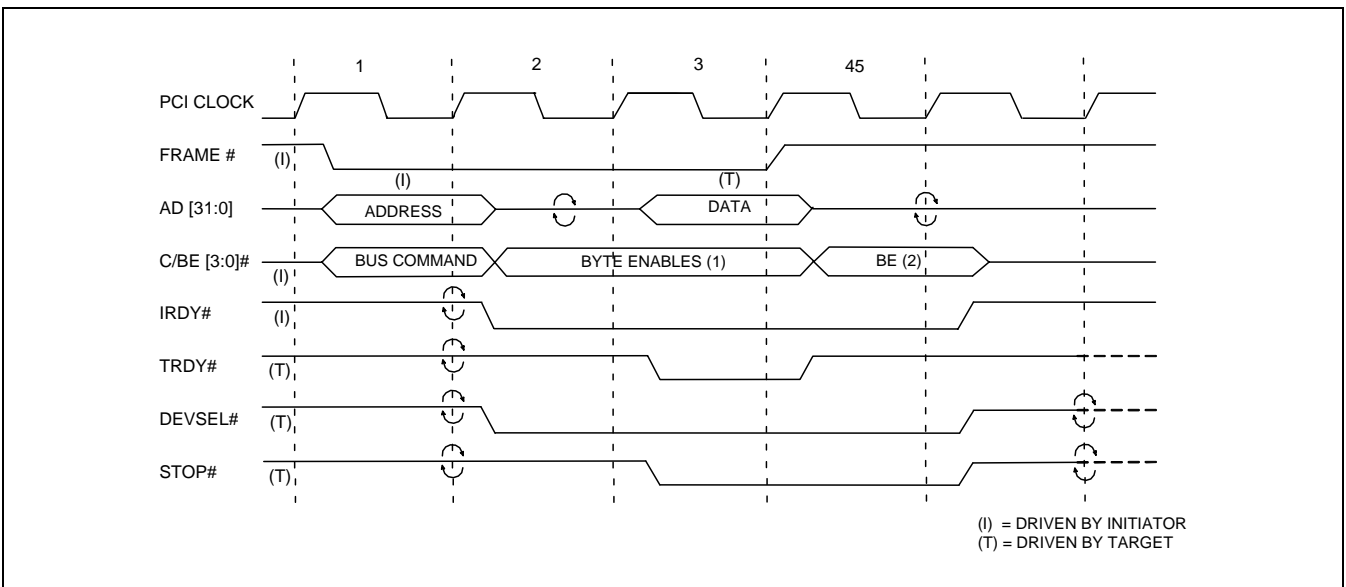 1 2 3 45
PCI CLOCK
FRAME # (I)
(I) (T)
AD [31:0] ADDRESS DATA
C/BE [3:0]# BUS COMMAND BYTE ENABLES (1) BE (2)
(I)
IRDY# (I)
TRDY# (T)
DEVSEL# (T)
STOP# (T)
(I) = DRIVEN BY INITIATOR
(T) = DRIVEN BY TARGET